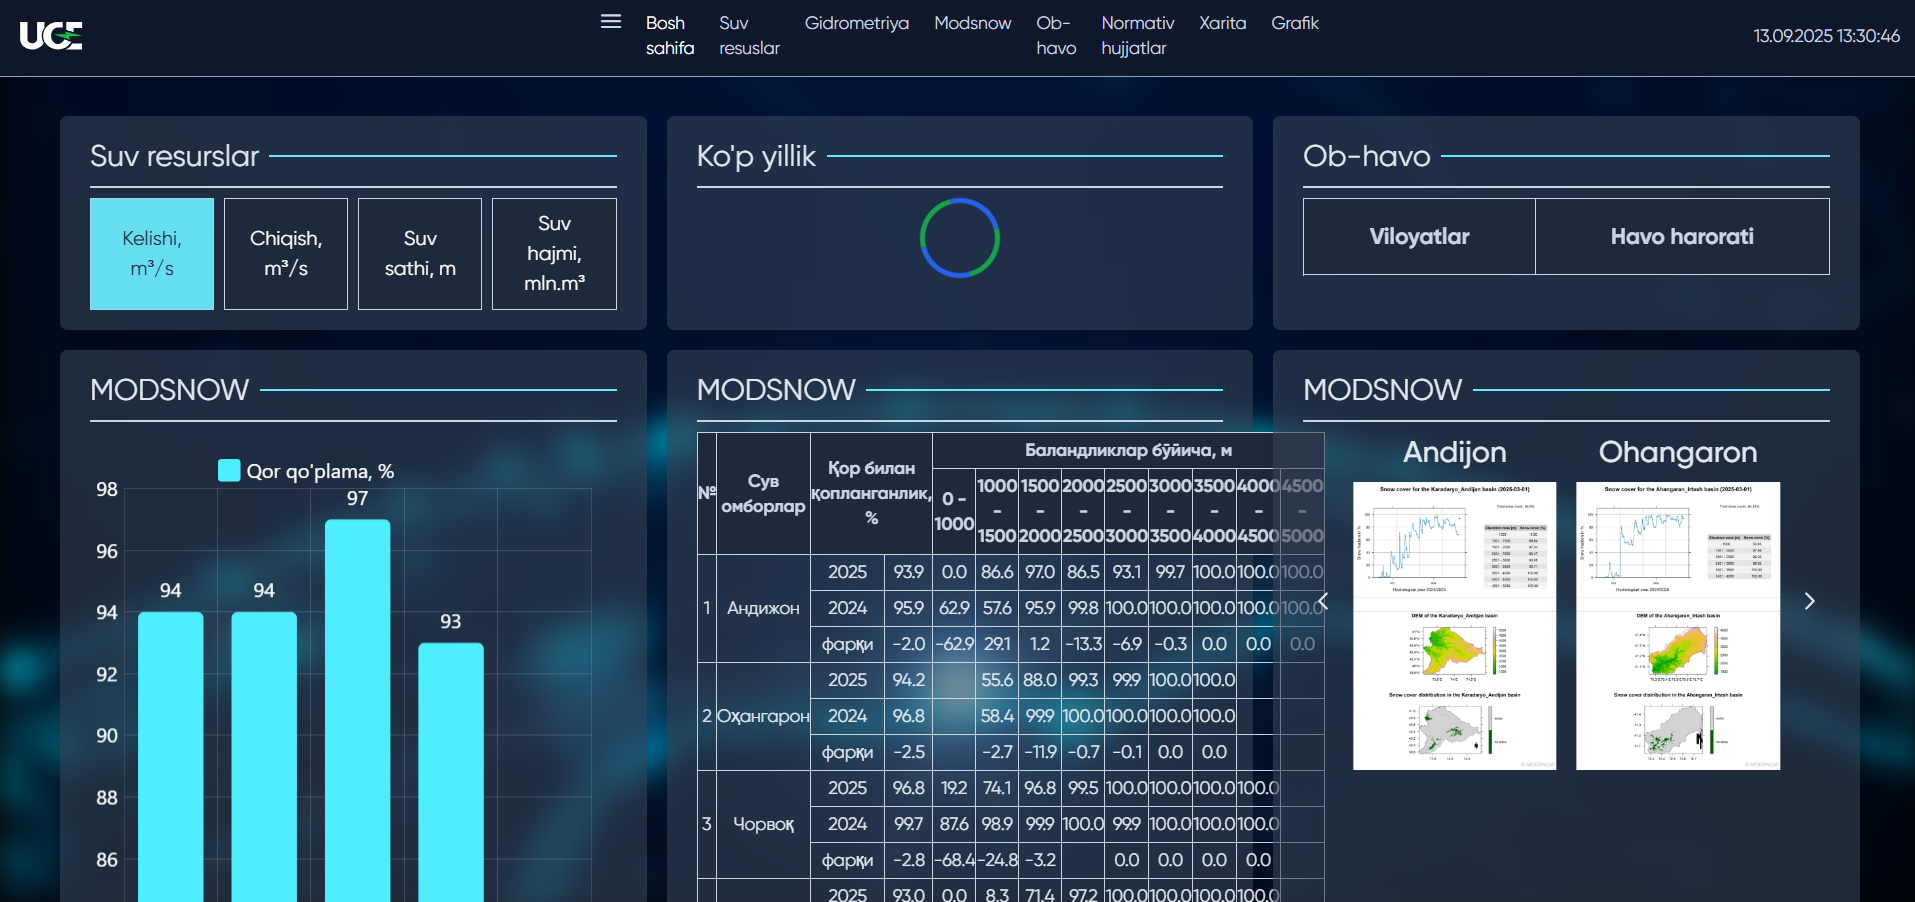 UGE
Bosh sahifa
Suv resuslar
Gidrometriya
Modsnow
Ob-havo
Normativ hujjatlar
Xarita
Grafik
13.09.2025 13:30:46
Suv resurslar
Kelishi, m³/s
Chiqish, m³/s
Suv sathi, m
Suv hajmi, mln.m³
Ko'p yillik
Ob-havo
Viloyatlar Havo harorati
MODSNOW
Qor qo'plama, %
98
97
96
94 94 94
93
92
90
88
86
MODSNOW
№ Сув омборлар Қор билан қопланганлик, % Баландликлар бўйича, м
0 - 1000 1000 - 1500 1500 - 2000 2000 - 2500 2500 - 3000 3000 - 3500 3500 - 4000 4000 - 4500 4500 - 5000
1 Андижон 2025 93.9 0.0 86.6 97.0 86.5 93.1 99.7 100.0 100.0 100.0
2024 95.9 62.9 57.6 95.9 99.8 100.0 100.0 100.0 100.0 100.0
фарқи -2.0 -62.9 29.1 1.2 -13.3 -6.9 -0.3 0.0 0.0 0.0
2 Оҳангарон 2025 94.2 55.6 88.0 99.3 99.9 100.0 100.0
2024 96.8 58.4 99.9 100.0 100.0 100.0 100.0
фарқи -2.5 -2.7 -11.9 -0.7 -0.1 0.0 0.0
3 Чорвоқ 2025 96.8 19.2 74.1 96.8 99.5 100.0 100.0 100.0 100.0
2024 99.7 87.6 98.9 99.9 100.0 99.9 100.0 100.0 100.0
фарқи -2.8 -68.4 -24.8 -3.2 0.0 0.0 0.0 0.0
2025 93.0 0.0 8.3 71.4 97.2 100.0 100.0 100.0 100.0
MODSNOW
Andijon
Snow cover for the Karadaryo_Andijan basin (2025-03-01)
Hydrological year 2024/2025
DEM of the Karadaryo_Andijan basin
Snow cover distribution in the Karadaryo_Andijan basin
© MODSNOW
Ohangaron
Snow cover for the Ahangaran_Irtash basin (2025-03-01)
Hydrological year 2024/2025
DEM of the Ahangaran_Irtash basin
Snow cover distribution in the Ahangaran_Irtash basin
© MODSNOW